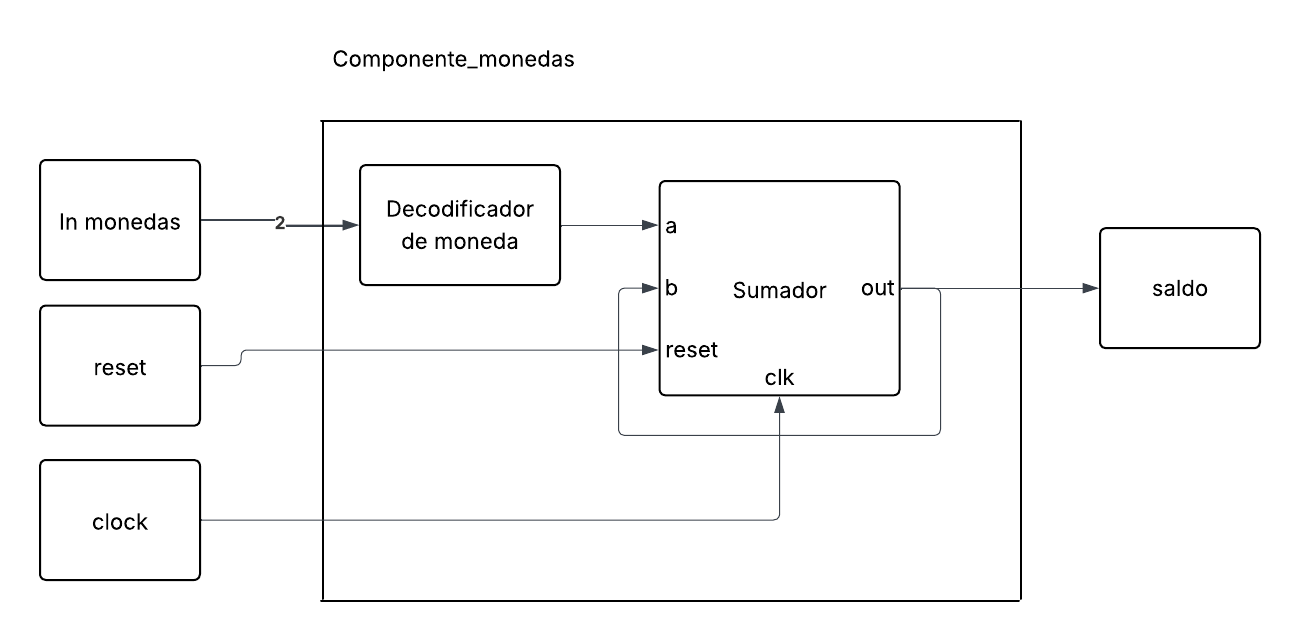 Componente_monedas
In monedas
2
Decodificador
de moneda
a
b
Sumador
out
reset
clk
saldo
reset
clock